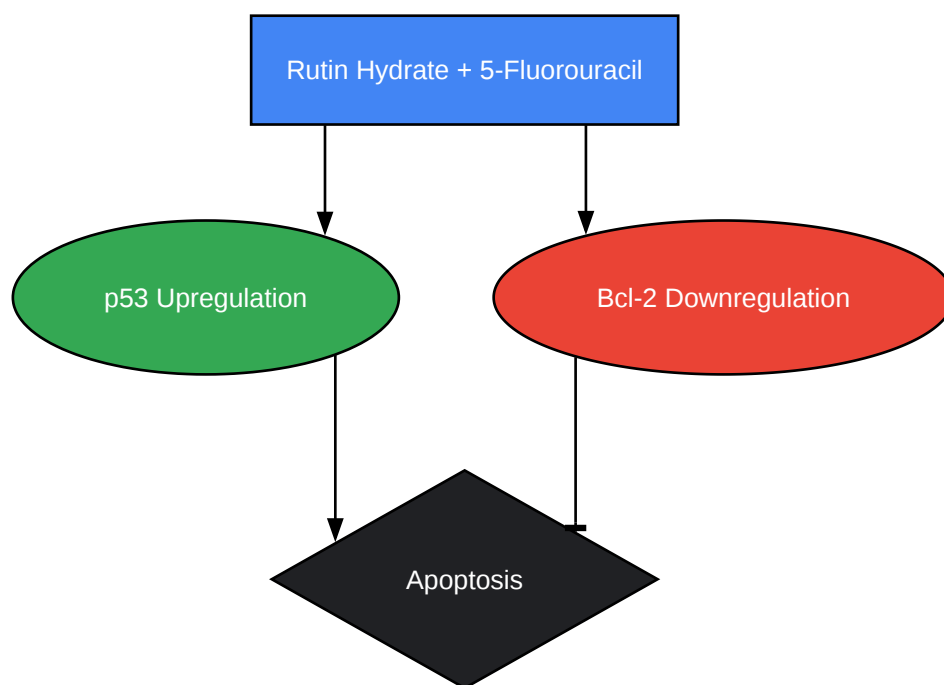 Rutin Hydrate + 5-Fluorouracil
p53 Upregulation
Bcl-2 Downregulation
Apoptosis